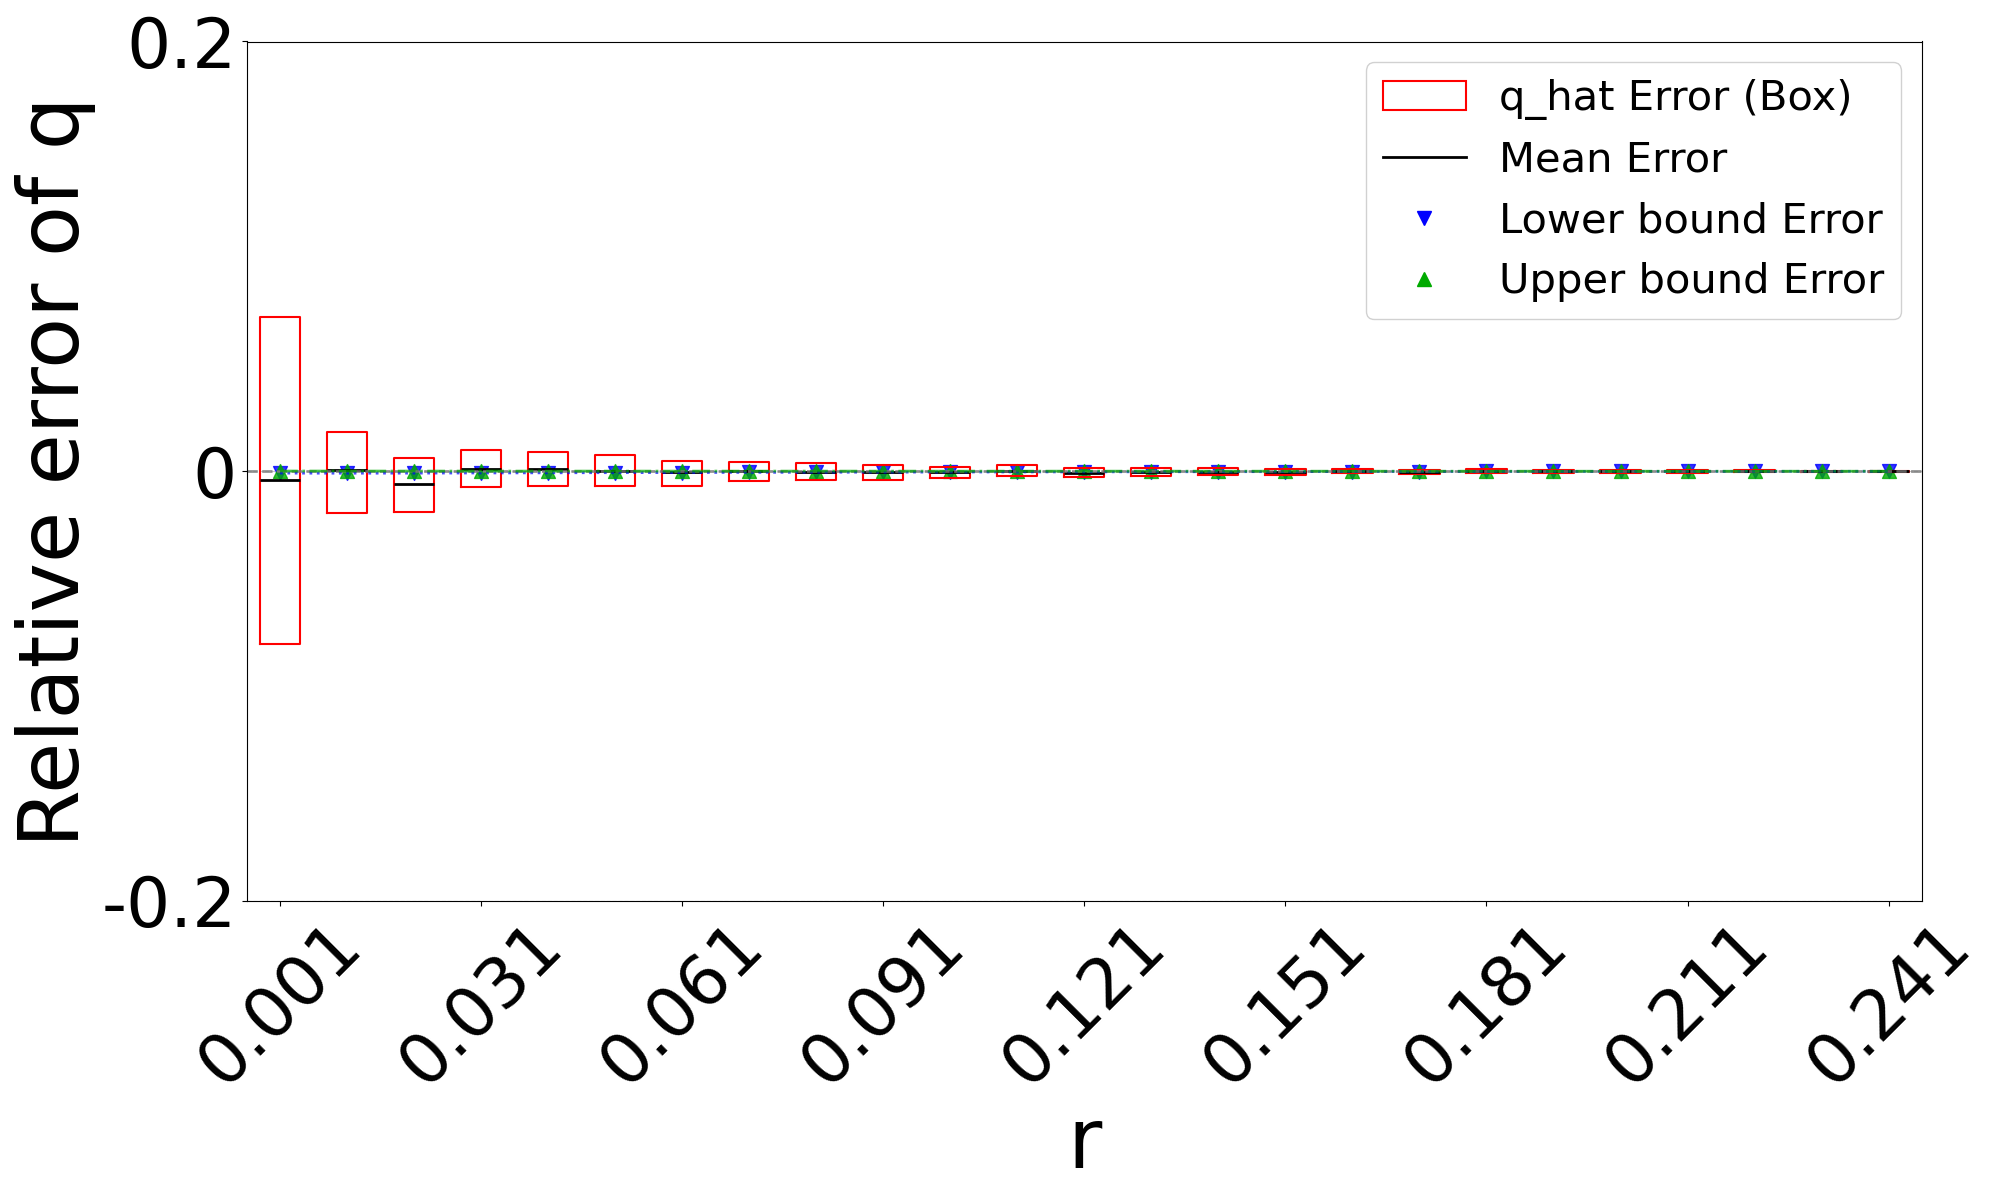 0.2
0
-0.2
Relative error of q
q_hat Error (Box)
Mean Error
Lower bound Error
Upper bound Error
0.001
0.031
0.061
0.091
0.121
0.151
0.181
0.211
0.241
r